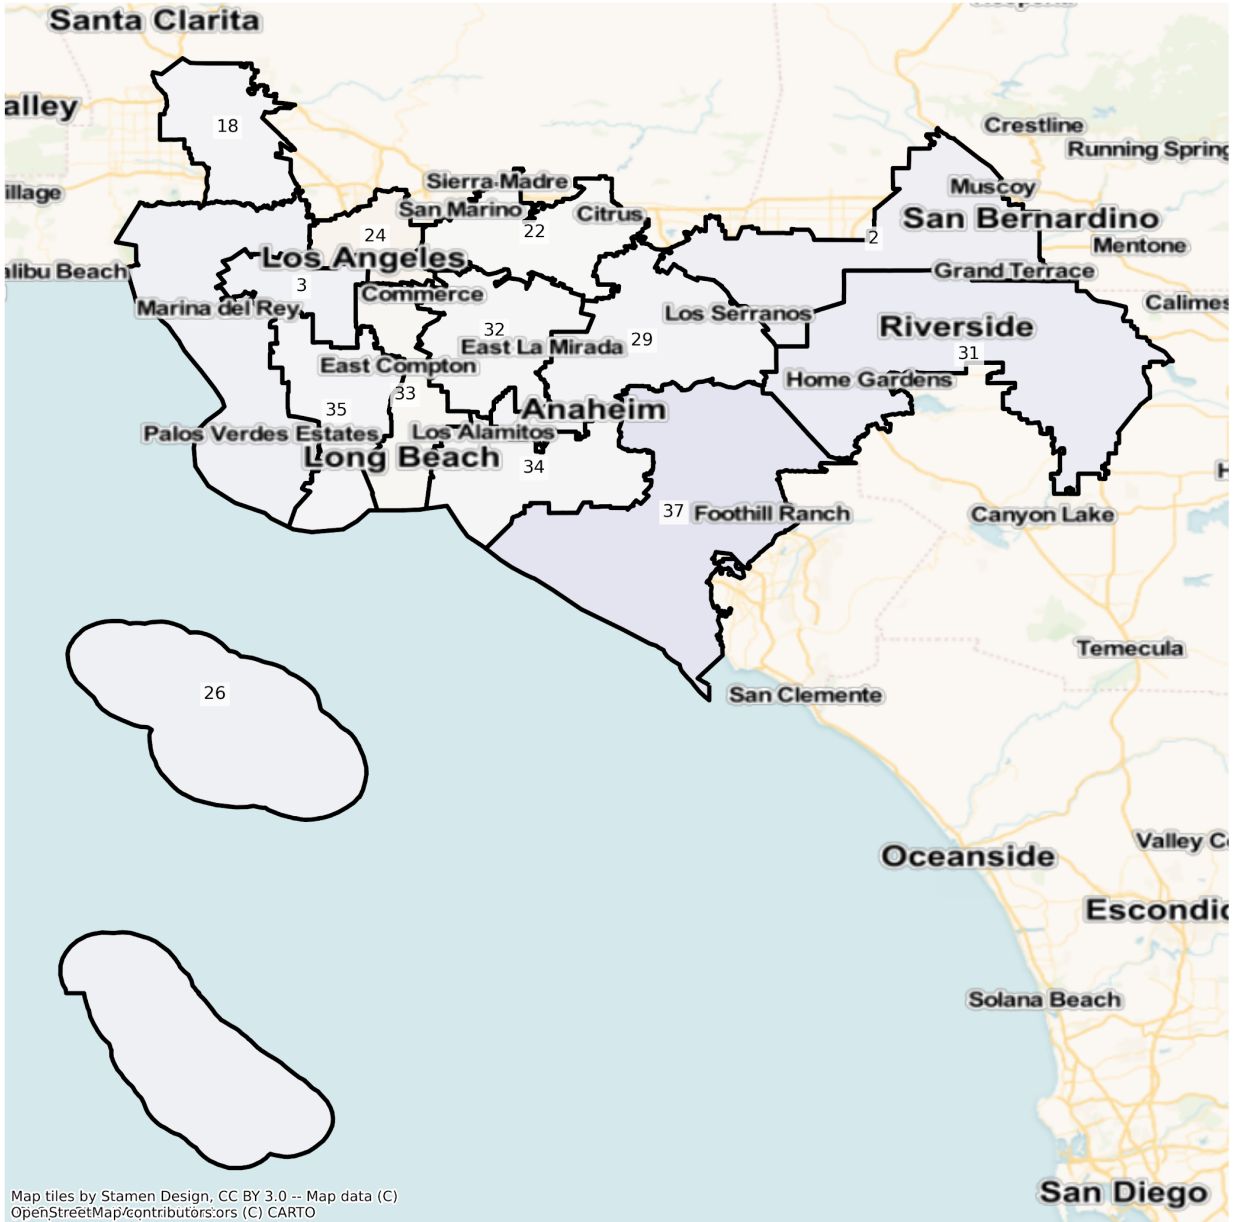 Santa Clarita
alley
18
Crestline
Running Spring
Sierra Madre
Muscoy
illage
San Marino
Citrus
San Bernardino
24
22
2
Mentone
Los Angeles
alibu Beach
Grand Terrace
3
Commerce
Marina del Rey
Los Serranos
Calimes
32
Riverside
East La Mirada
29
31
East Compton
Home Gardens
33
35
Anaheim
Palos Verdes Estates
Los Alamitos
Long Beach
34
37
Foothill Ranch
Canyon Lake
H
Temecula
26
San Clemente
Valley C
Oceanside
Escondid
Solana Beach
San Diego
Map tiles by Stamen Design, CC BY 3.0 -- Map data (C)
OpenStreetMap contributors (C) CARTO